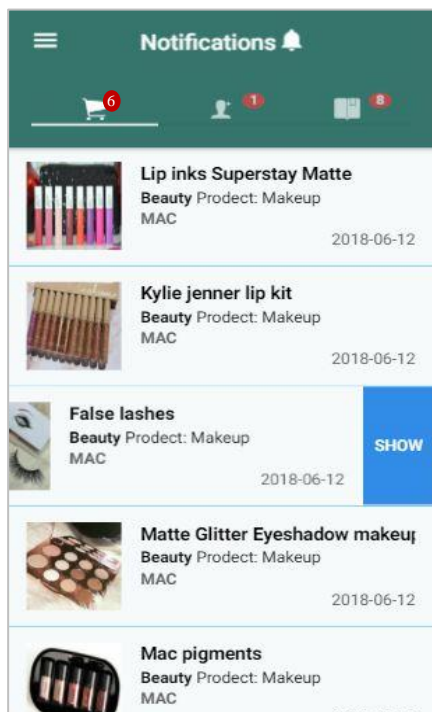 Notifications
6
1
8
Lip inks Superstay Matte
Beauty Prodect: Makeup
MAC
2018-06-12
Kylie jenner lip kit
Beauty Prodect: Makeup
MAC
2018-06-12
False lashes
Beauty Prodect: Makeup
MAC
2018-06-12
SHOW
Matte Glitter Eyeshadow makeup
Beauty Prodect: Makeup
MAC
2018-06-12
Mac pigments
Beauty Prodect: Makeup
MAC